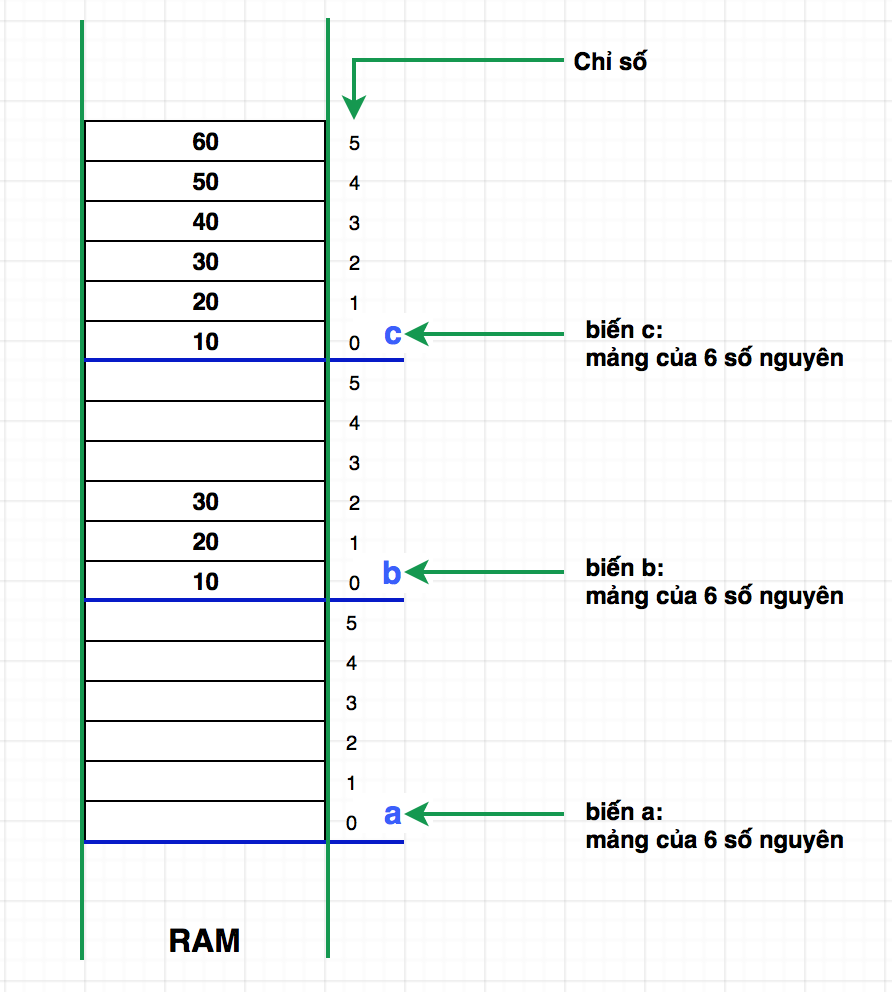 Chỉ số
60 5
50 4
40 3
30 2
20 1
10 0 c
biến c:
mảng của 6 số nguyên
5
4
3
30 2
20 1
10 0 b
biến b:
mảng của 6 số nguyên
5
4
3
2
1
0 a
biến a:
mảng của 6 số nguyên
RAM